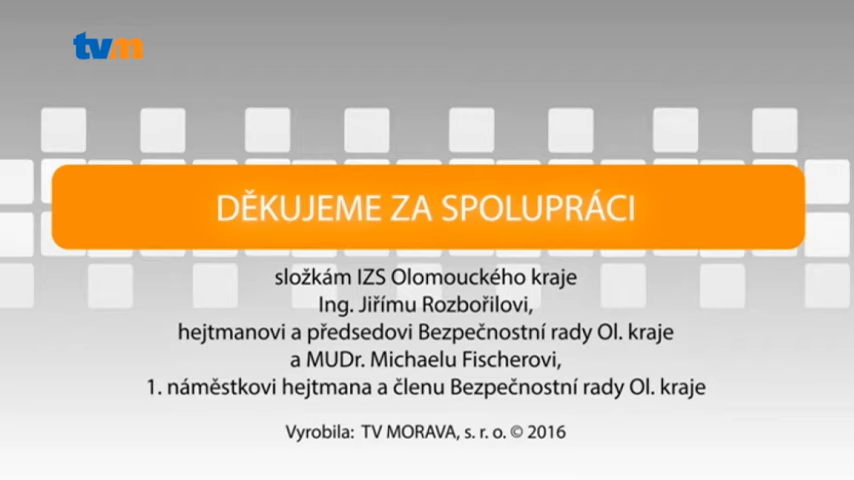 tvm
DĚKUJEME ZA SPOLUPRÁCI
složkám IZS Olomouckého kraje
Ing. Jiřímu Rozbořilovi,
hejtmanovi a předsedovi Bezpečnostní rady Ol. kraje
a MUDr. Michaelu Fischerovi,
1. náměstkovi hejtmana a členu Bezpečnostní rady Ol. kraje
Vyrobila: TV MORAVA, s. r. o. © 2016